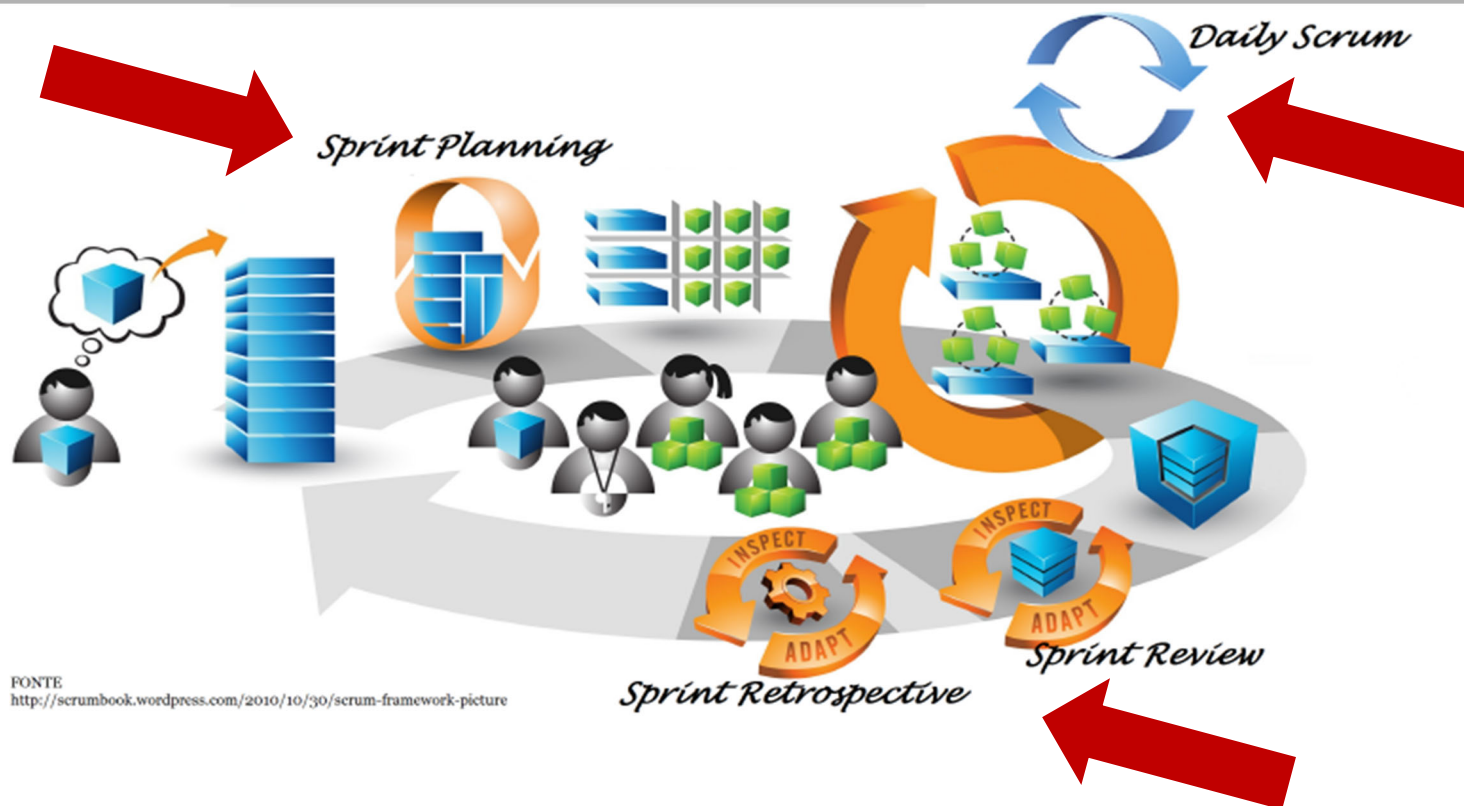 Daily Scrum
Sprint Planning
INSPECT
ADAPT
INSPECT
ADAPT
Sprint Review
Sprint Retrospective
FONTE
http://scrumbook.wordpress.com/2010/10/30/scrum-framework-picture